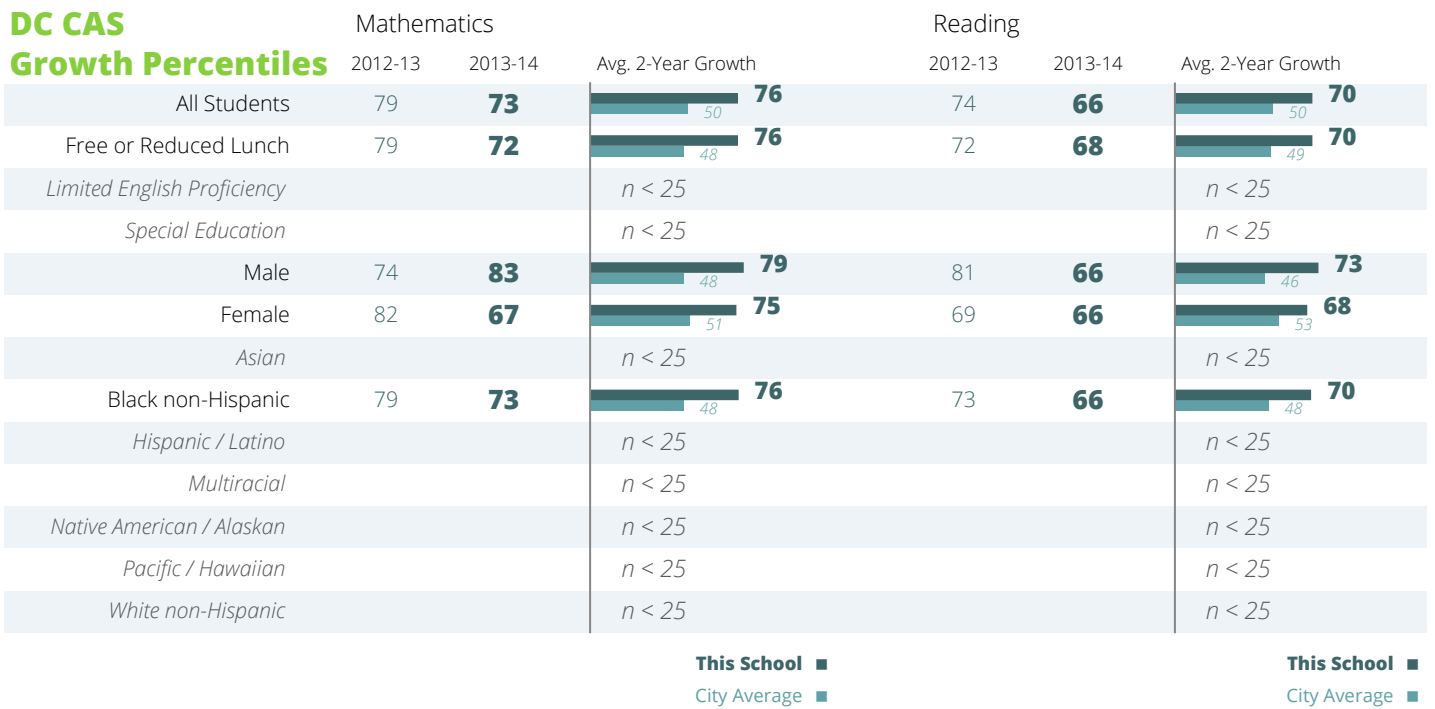 DC CAS Mathematics Reading
Growth Percentiles 2012-13 2013-14 Avg. 2-Year Growth 2012-13 2013-14 Avg. 2-Year Growth
All Students 79 73 76 50 74 66 70 50
Free or Reduced Lunch 79 72 76 48 72 68 70 49
Limited English Proficiency n < 25 n < 25
Special Education n < 25 n < 25
Male 74 83 79 48 81 66 73 46
Female 82 67 75 51 69 66 68 53
Asian n < 25 n < 25
Black non-Hispanic 79 73 76 48 73 66 70 48
Hispanic / Latino n < 25 n < 25
Multiracial n < 25 n < 25
Native American / Alaskan n < 25 n < 25
Pacific / Hawaiian n < 25 n < 25
White non-Hispanic n < 25 n < 25
This School This School
City Average City Average